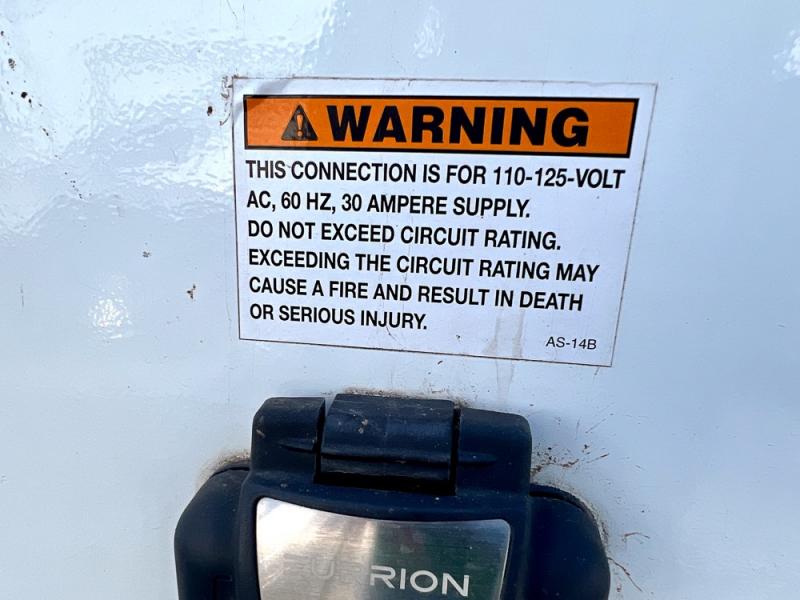 WARNING
THIS CONNECTION IS FOR 110-125-VOLT
AC, 60 HZ, 30 AMPERE SUPPLY.
DO NOT EXCEED CIRCUIT RATING.
EXCEEDING THE CIRCUIT RATING MAY
CAUSE A FIRE AND RESULT IN DEATH
OR SERIOUS INJURY.
AS-14B